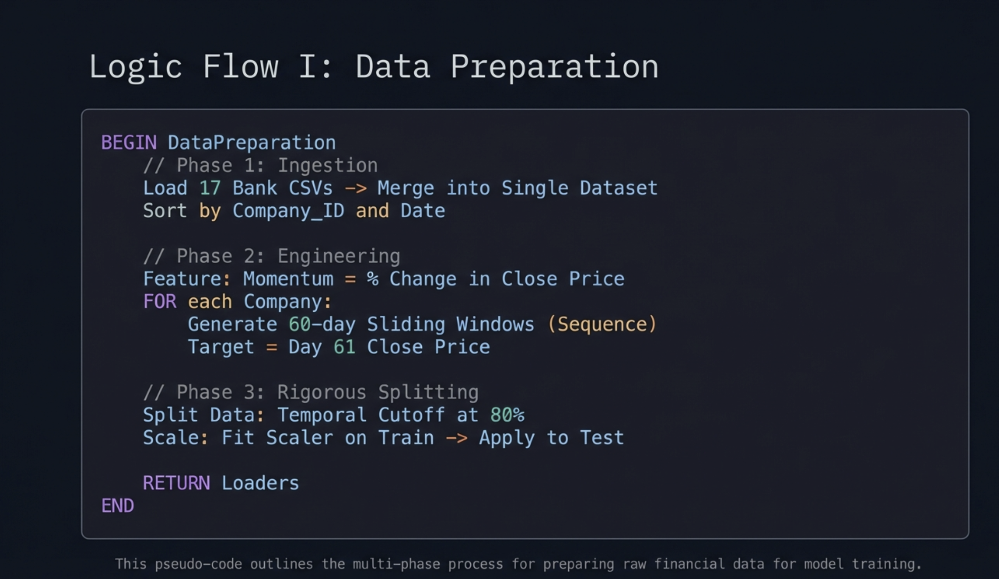 Logic Flow I: Data Preparation
BEGIN DataPreparation
// Phase 1: Ingestion
Load 17 Bank CSVs —> Merge into Single Dataset
Sort by Company_ID and Date
// Phase 2: Engineering
Feature: Momentum = % Change in Close Price
FOR each Company:
Generate 60-day Sliding Windows (Sequence)
Target = Day 61 Close Price
// Phase 3: Rigorous Splitting
Split Data: Temporal Cutoff at 80%
Scale: Fit Scaler on Train —> Apply to Test
RETURN Loaders
END
This pseudo-code outlines the multi-phase process for preparing raw financial data for model training.